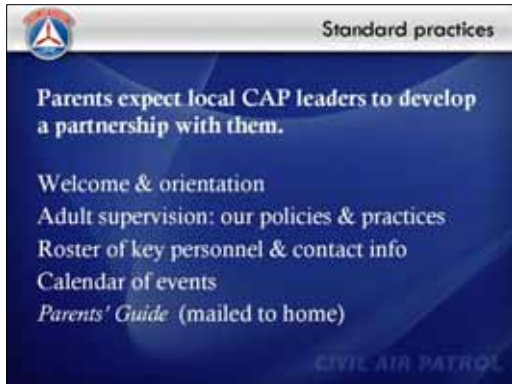 Standard practices
Parents expect local CAP leaders to develop
a partnership with them.
Welcome & orientation
Adult supervision: our policies & practices
Roster of key personnel & contact info
Calendar of events
Parents' Guide (mailed to home)
CIVIL AIR PATROL